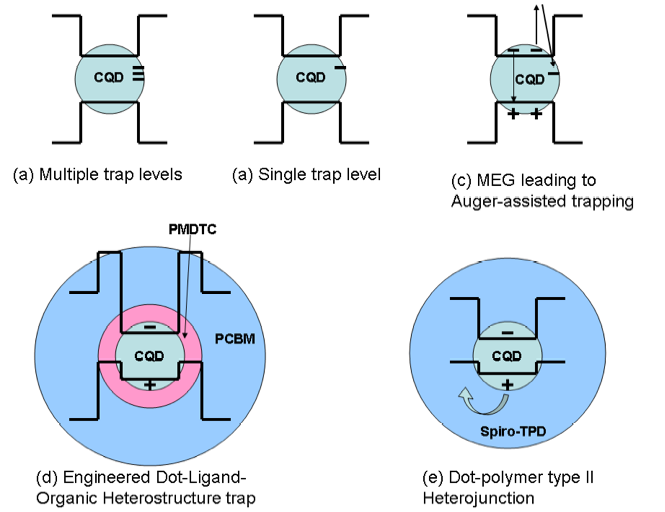 CQD
CQD
CQD
(a) Multiple trap levels
(a) Single trap level
(c) MEG leading to
Auger-assisted trapping
PMDTC
PCBM
CQD
CQD
Spiro-TPD
(d) Engineered Dot-Ligand-
Organic Heterostructure trap
(e) Dot-polymer type II
Heterojunction